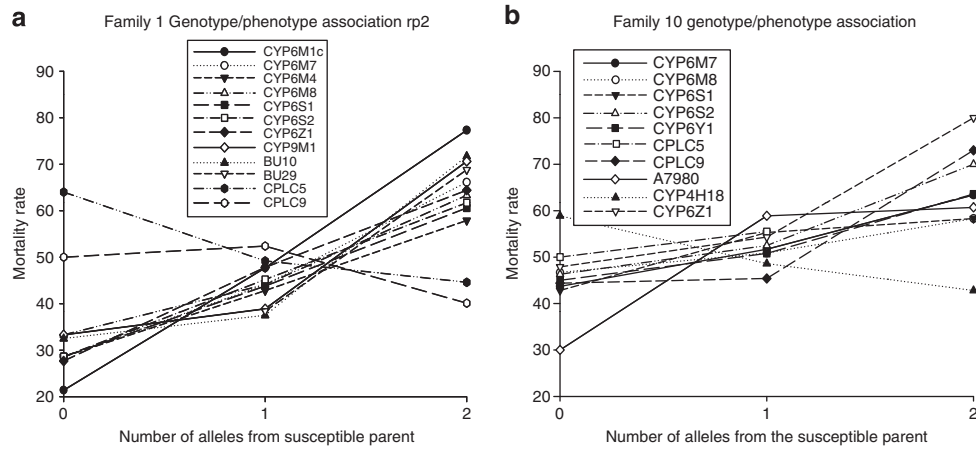 a
Family 1 Genotype/phenotype association rp2
CYP6M1c
CYP6M7
CYP6M4
CYP6M8
CYP6S1
CYP6S2
CYP6Z1
CYP9M1
BU10
BU29
CPLC5
CPLC9
Mortality rate
90
80
70
60
50
40
30
20
0
1
2
Number of alleles from susceptible parent
b
Family 10 genotype/phenotype association
CYP6M7
CYP6M8
CYP6S1
CYP6S2
CYP6Y1
CPLC5
CPLC9
A7980
CYP4H18
CYP6Z1
Mortality rate
90
80
70
60
50
40
30
20
0
1
2
Number of alleles from the susceptible parent